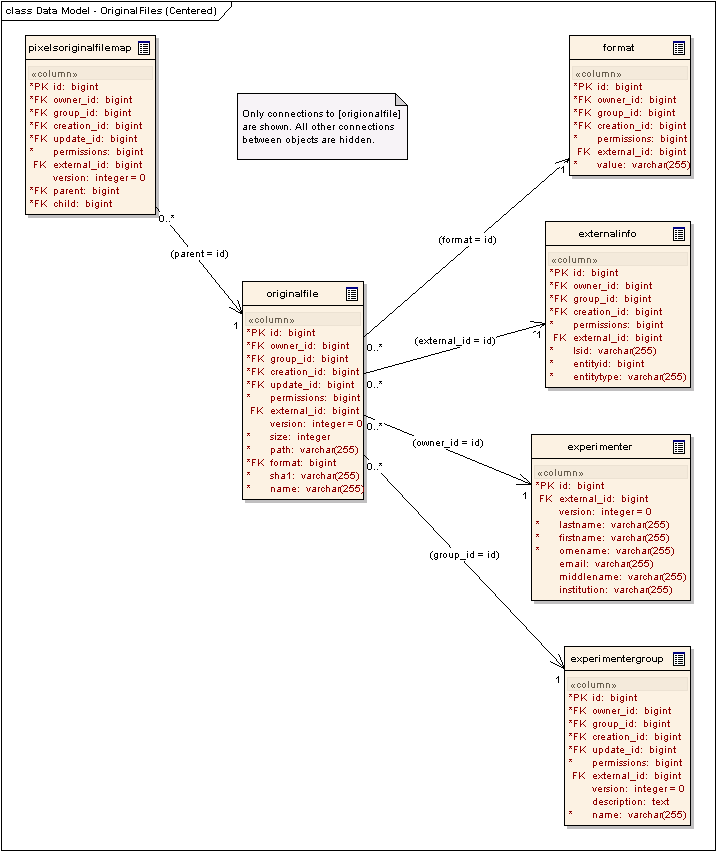 class Data Model - OriginalFiles (Centered)
pixelsoriginalfilemap
«column»
*PK id: bigint
*FK owner_id: bigint
*FK group_id: bigint
*FK creation_id: bigint
*FK update_id: bigint
* permissions: bigint
FK external_id: bigint
version: integer = 0
*FK parent: bigint
*FK child: bigint
Only connections to [origionalfile]
are shown. All other connections
between objects are hidden.
format
«column»
*PK id: bigint
*FK owner_id: bigint
*FK group_id: bigint
*FK creation_id: bigint
* permissions: bigint
FK external_id: bigint
* value: varchar(255)
0..*
(parent = id)
1
(format = id)
1
originalfile
«column»
*PK id: bigint
*FK owner_id: bigint
*FK group_id: bigint
*FK creation_id: bigint
*FK update_id: bigint
* permissions: bigint
FK external_id: bigint
version: integer = 0
* size: integer
* path: varchar(255)
*FK format: bigint
* sha1: varchar(255)
* name: varchar(255)
0..*
(external_id = id)
1
0..*
0..*
(owner_id = id)
1
0..*
(group_id = id)
1
externalinfo
«column»
*PK id: bigint
*FK owner_id: bigint
*FK group_id: bigint
*FK creation_id: bigint
* permissions: bigint
FK external_id: bigint
* lsid: varchar(255)
* entityid: bigint
* entitytype: varchar(255)
experimenter
«column»
*PK id: bigint
FK external_id: bigint
version: integer = 0
* lastname: varchar(255)
* firstname: varchar(255)
* omename: varchar(255)
email: varchar(255)
middlename: varchar(255)
institution: varchar(255)
experimentergroup
«column»
*PK id: bigint
*FK owner_id: bigint
*FK group_id: bigint
*FK creation_id: bigint
*FK update_id: bigint
* permissions: bigint
FK external_id: bigint
version: integer = 0
description: text
* name: varchar(255)